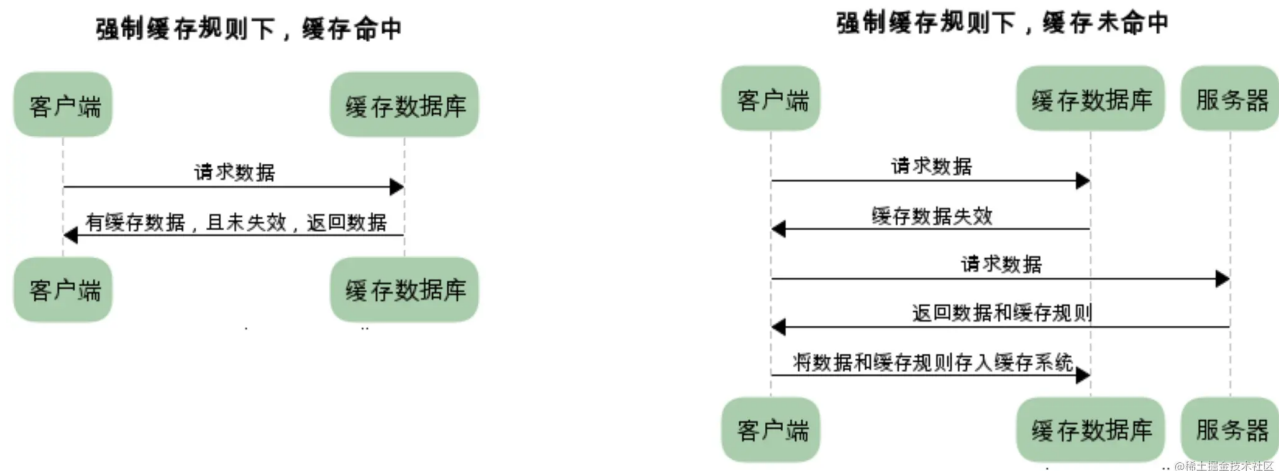 强制缓存规则下，缓存命中
客户端
缓存数据库
请求数据
有缓存数据，且未失效，返回数据
客户端
缓存数据库
强制缓存规则下，缓存未命中
客户端
缓存数据库
服务器
请求数据
缓存数据失效
请求数据
返回数据和缓存规则
将数据和缓存规则存入缓存系统
客户端
缓存数据库
服务器
@稀土掘金技术社区